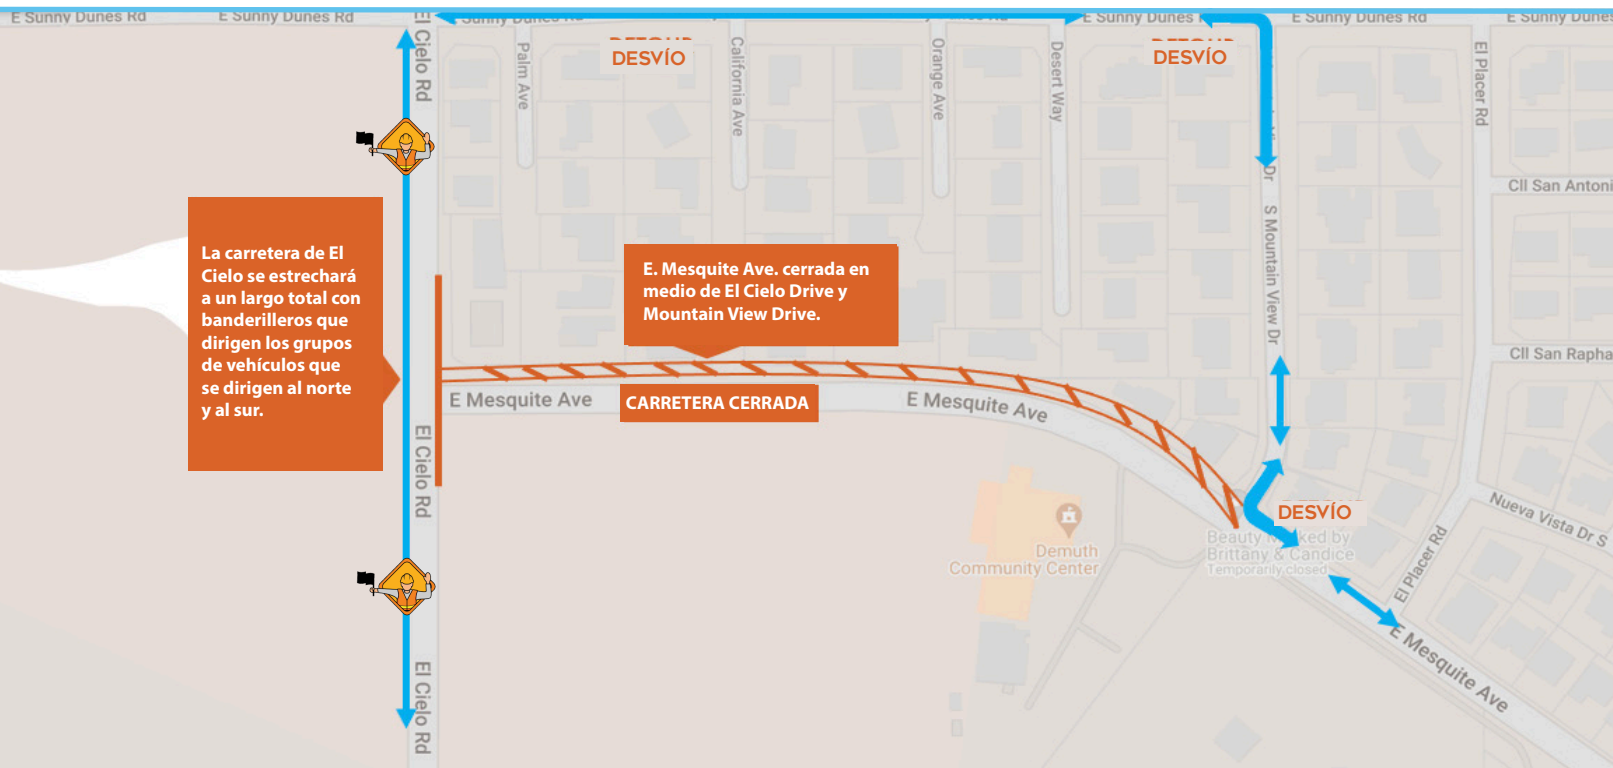 E Sunny Dunes Rd
E Sunny Dunes Rd
E Sunny Dunes Rd
E Sunny Dunes
El Cielo Rd
DESVÍO
DESVÍO
Palm Ave
California Ave
Orange Ave
Desert Way
El Placer Rd
Dr
Cll San Antoni
S Mountain View Dr
La carretera de El
Cielo se estrechará
a un largo total con
banderilleros que
dirigen los grupos
de vehículos que
se dirigen al norte
y al sur.
E. Mesquite Ave. cerrada en
medio de El Cielo Drive y
Mountain View Drive.
Cll San Rapha
E Mesquite Ave
CARRETERA CERRADA
E Mesquite Ave
El Cielo Rd
DESVÍO
Nueva Vista Dr S
Demuth
Community Center
Beauty by
Brittany & Candice
Temporarily closed
El Placer Rd
E Mesquite Ave
El Cielo Rd